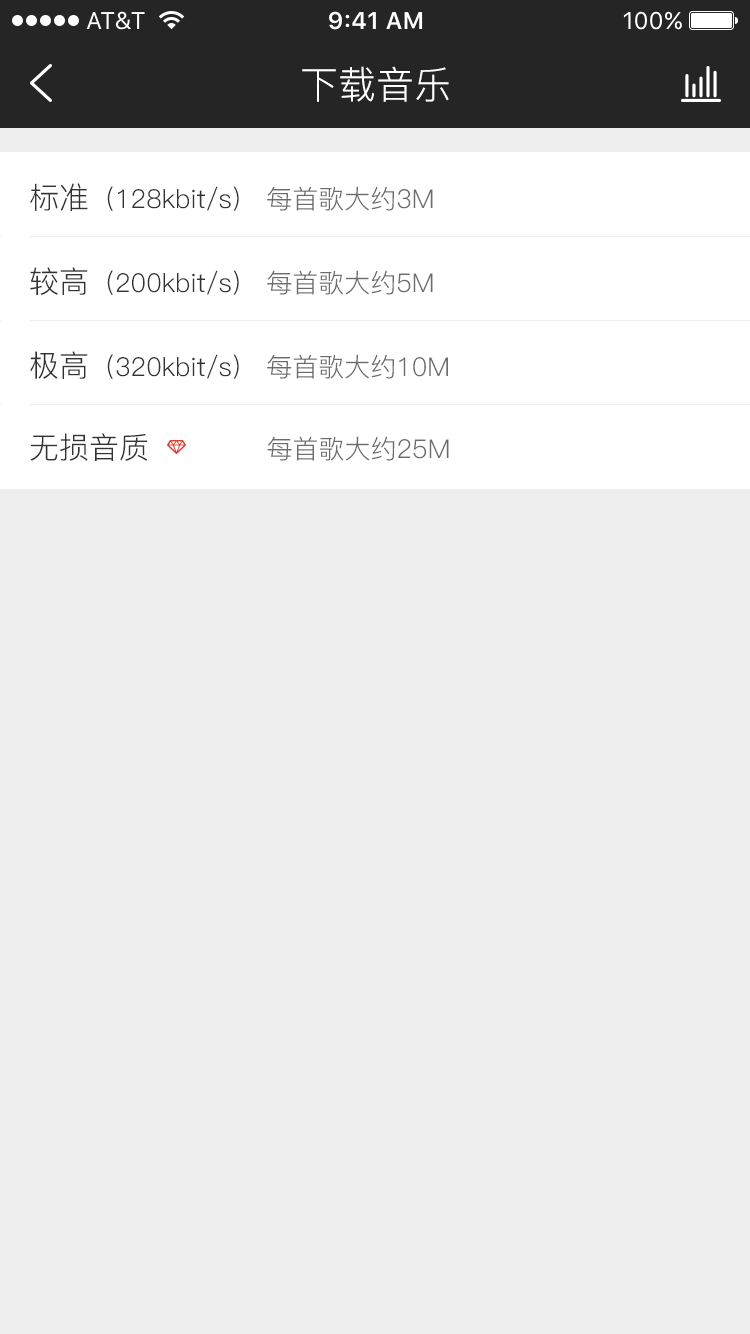 AT&T 9:41 AM 100%
下载音乐
标准（128kbit/s） 每首歌大约3M
较高（200kbit/s） 每首歌大约5M
极高（320kbit/s） 每首歌大约10M
无损音质 每首歌大约25M